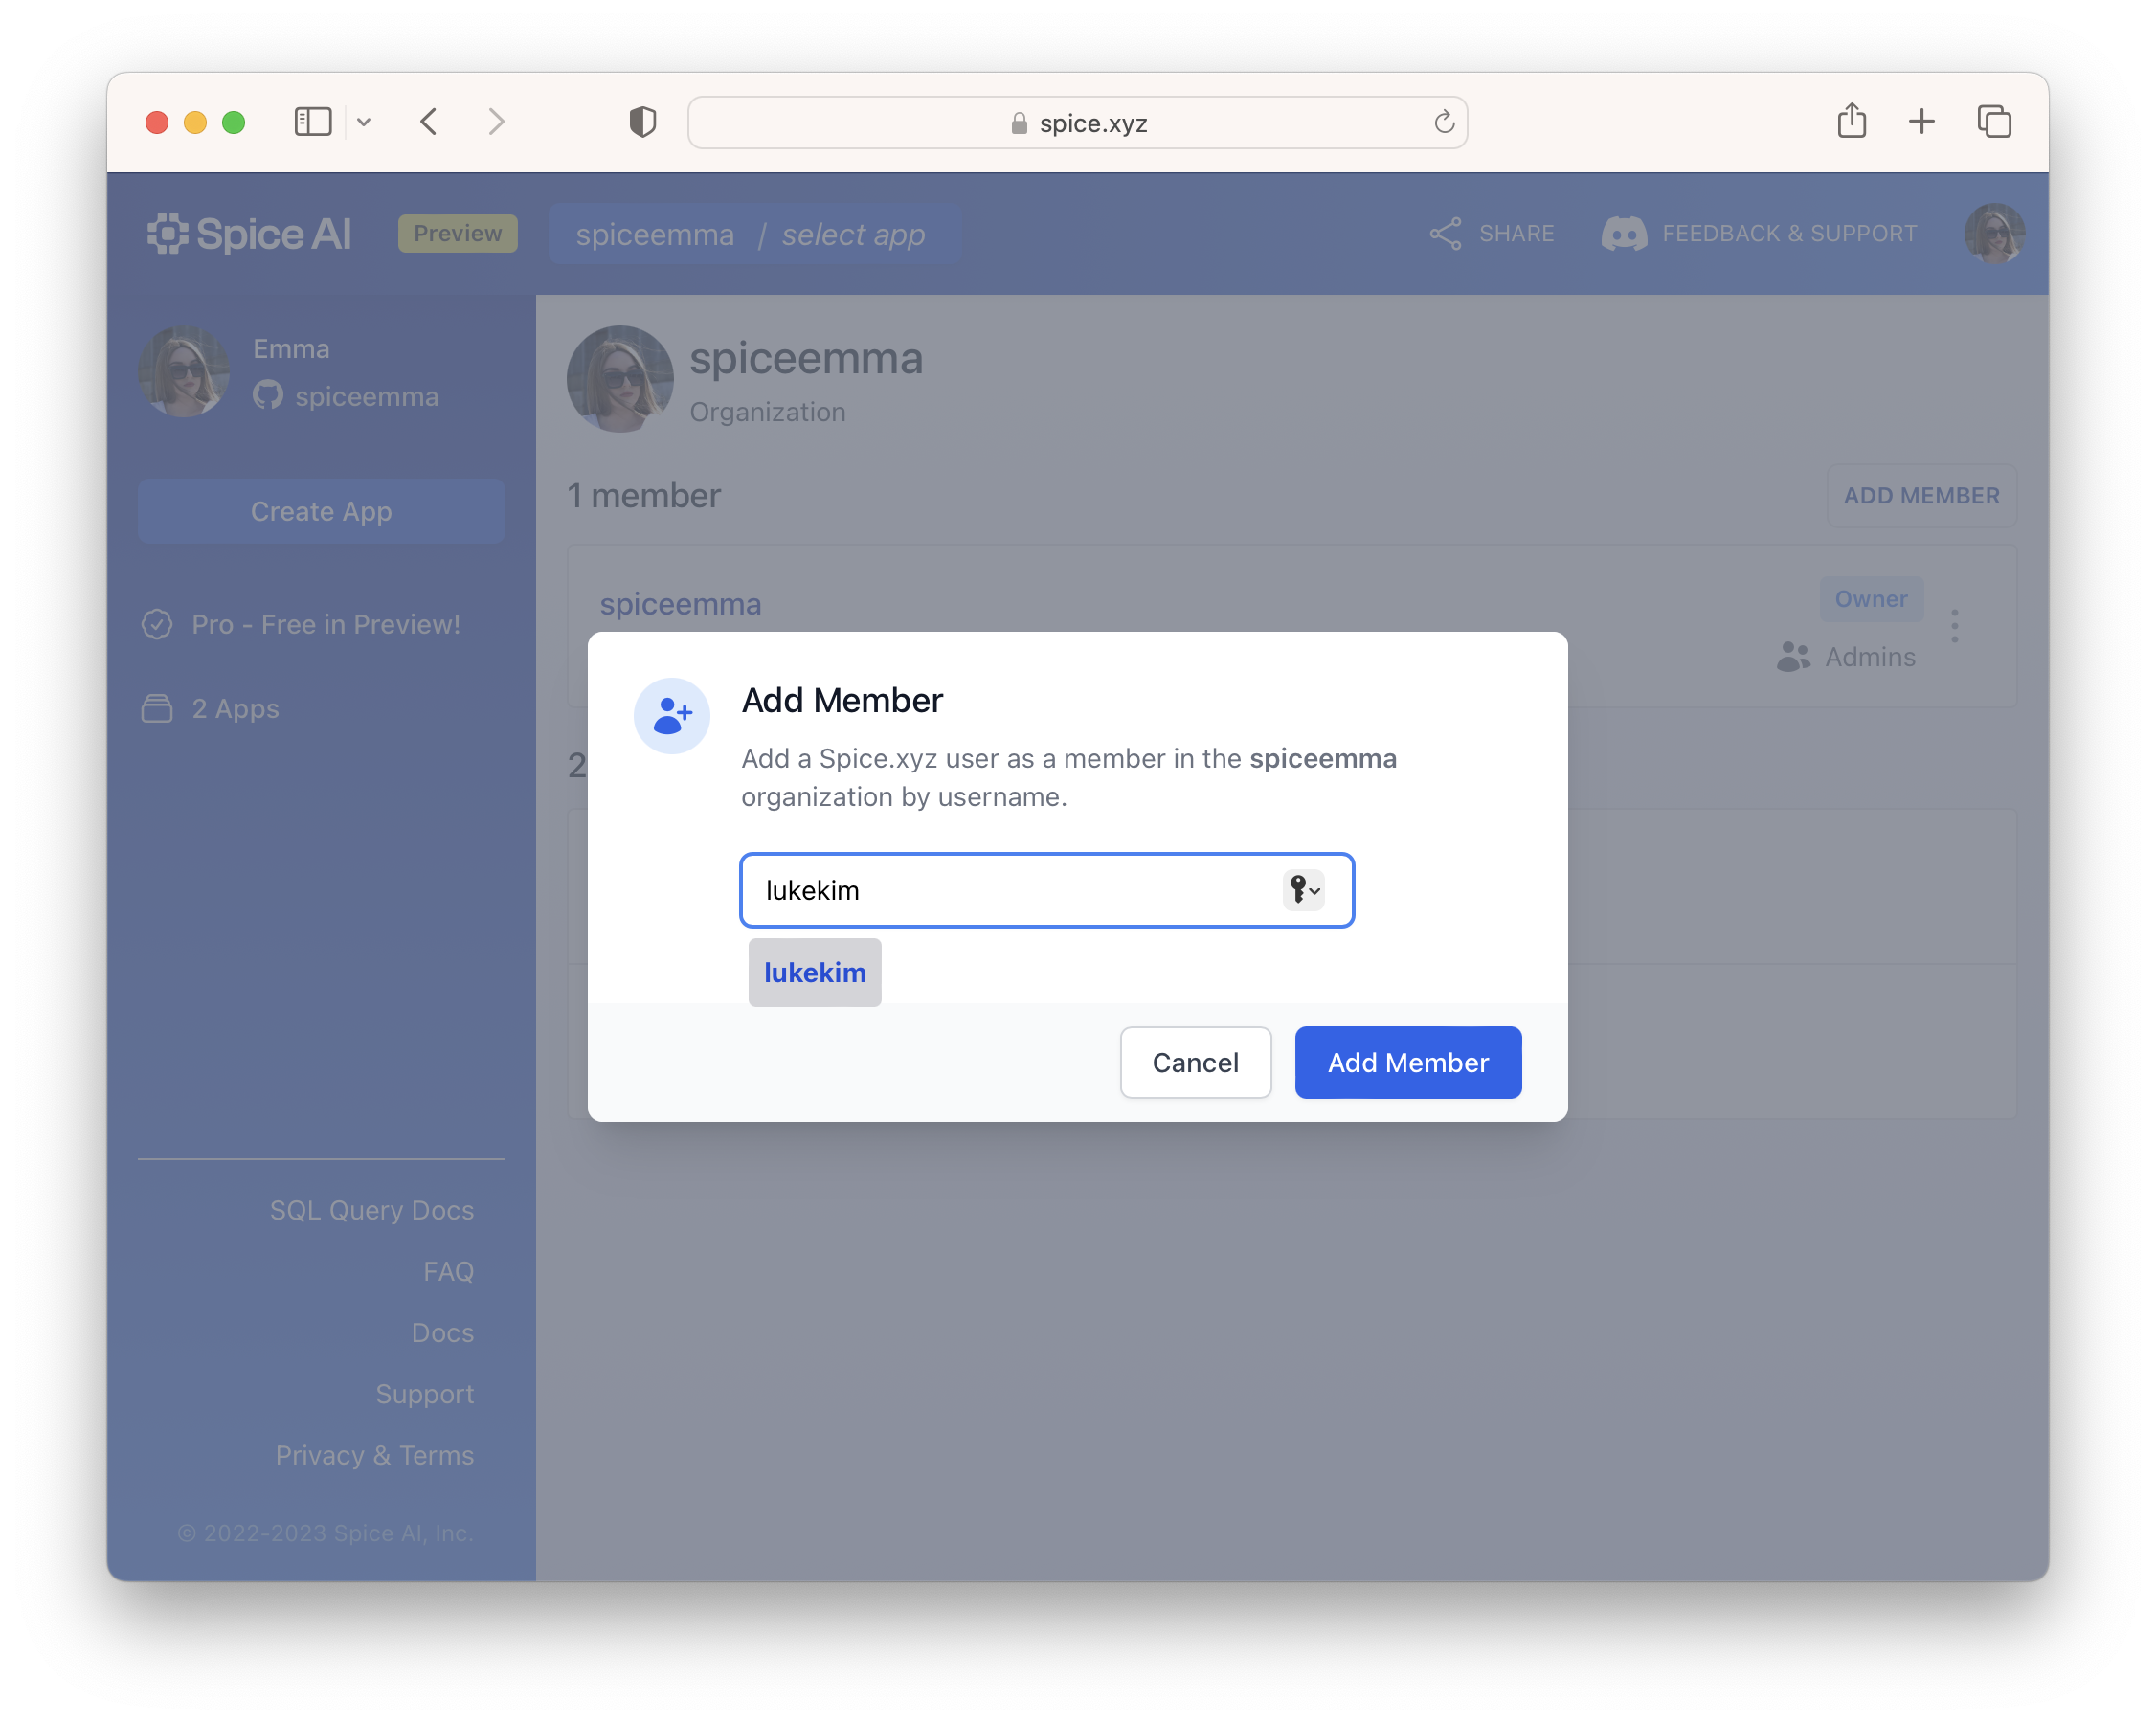 spice.xyz
Spice AI
Preview
spiceemma / select app
SHARE
FEEDBACK & SUPPORT
Emma
spiceemma
Create App
Pro - Free in Preview!
2 Apps
SQL Query Docs
FAQ
Docs
Support
Privacy & Terms
© 2022-2023 Spice AI, Inc.
spiceemma
Organization
1 member
ADD MEMBER
spiceemma
Owner
Admins
2
Add Member
Add a Spice.xyz user as a member in the spiceemma
organization by username.
lukekim
lukekim
Cancel
Add Member